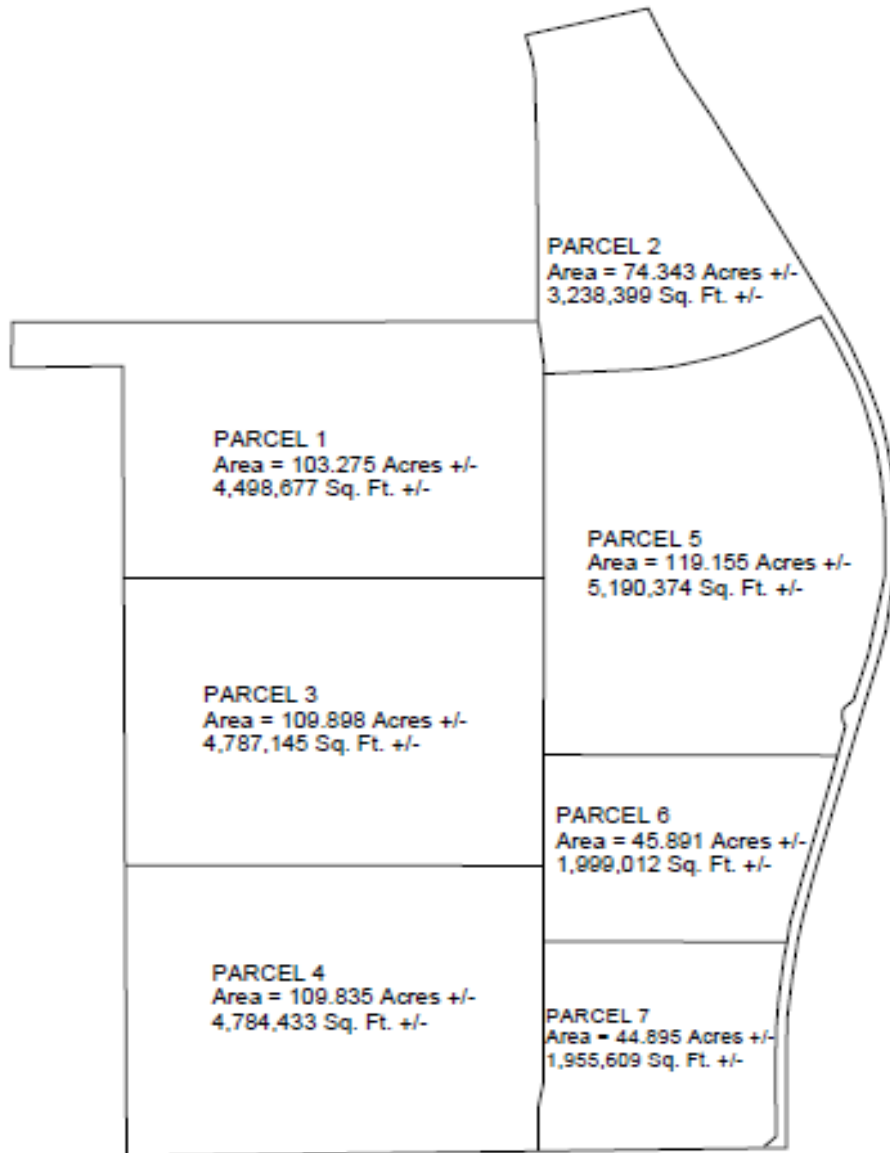 PARCEL 2
Area = 74.343 Acres +/-
3,238,399 Sq. Ft. +/-
PARCEL 1
Area = 103.275 Acres +/-
4,498,677 Sq. Ft. +/-
PARCEL 5
Area = 119.155 Acres +/-
5,190,374 Sq. Ft. +/-
PARCEL 3
Area = 109.898 Acres +/-
4,787,145 Sq. Ft. +/-
PARCEL 6
Area = 45.891 Acres +/-
1,999,012 Sq. Ft. +/-
PARCEL 4
Area = 109.835 Acres +/-
4,784,433 Sq. Ft. +/-
PARCEL 7
Area = 44.895 Acres +/-
1,955,609 Sq. Ft. +/-